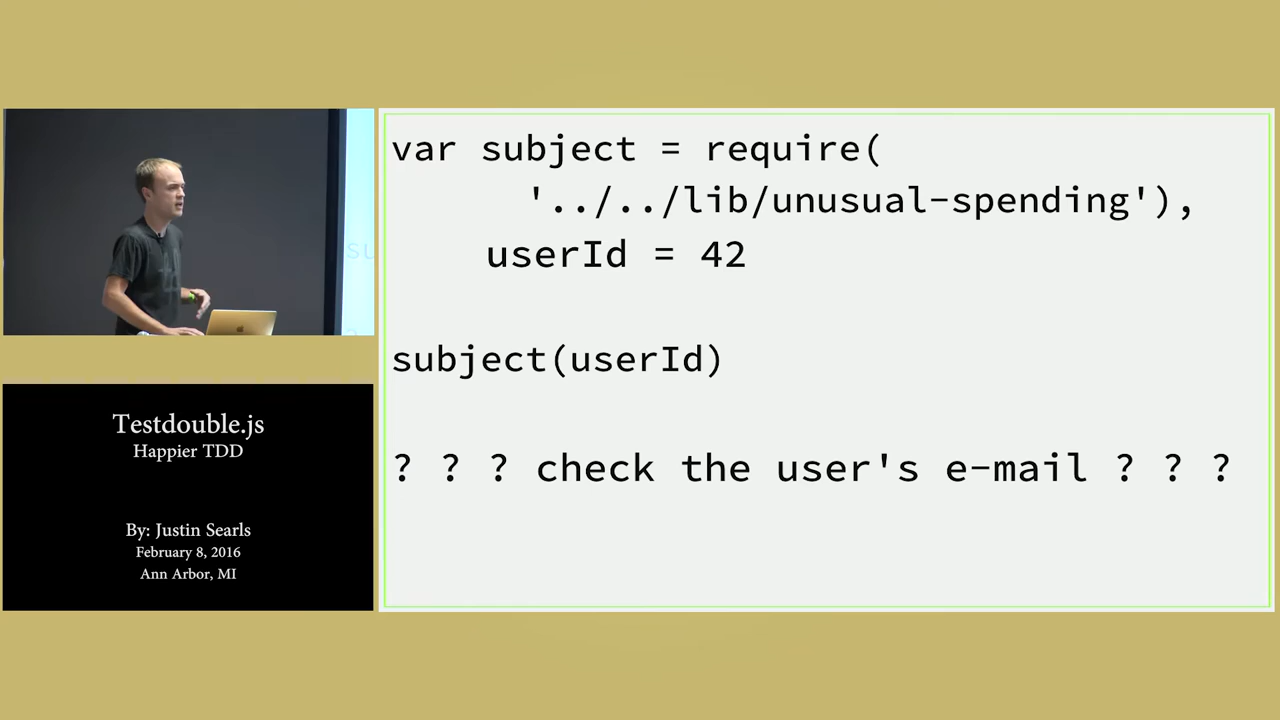 var subject = require(
'../../lib/unusual-spending'),
userId = 42
subject(userId)
? ? ? check the user's e-mail ? ? ?
Testdouble.js
Happier TDD
By: Justin Searls
February 8, 2016
Ann Arbor, MI
su